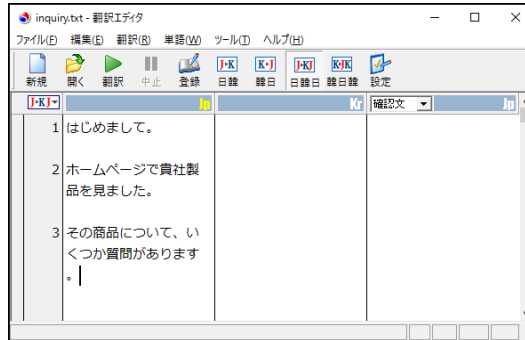 inquiry.txt - 翻訳エディタ
ファイル(F) 編集(E) 翻訳(R) 単語(W) ツール(T) ヘルプ(H)
J▸K K▸J J▸KJ K▸JK
新規 開く 翻訳 中止 登録 日韓 韓日 日韓日 韓日韓 設定
J▸KJ Jp Kr 確認文 Jp
1 はじめまして。
2 ホームページで貴社製
品を見ました。
3 その商品について、い
くつか質問があります
。